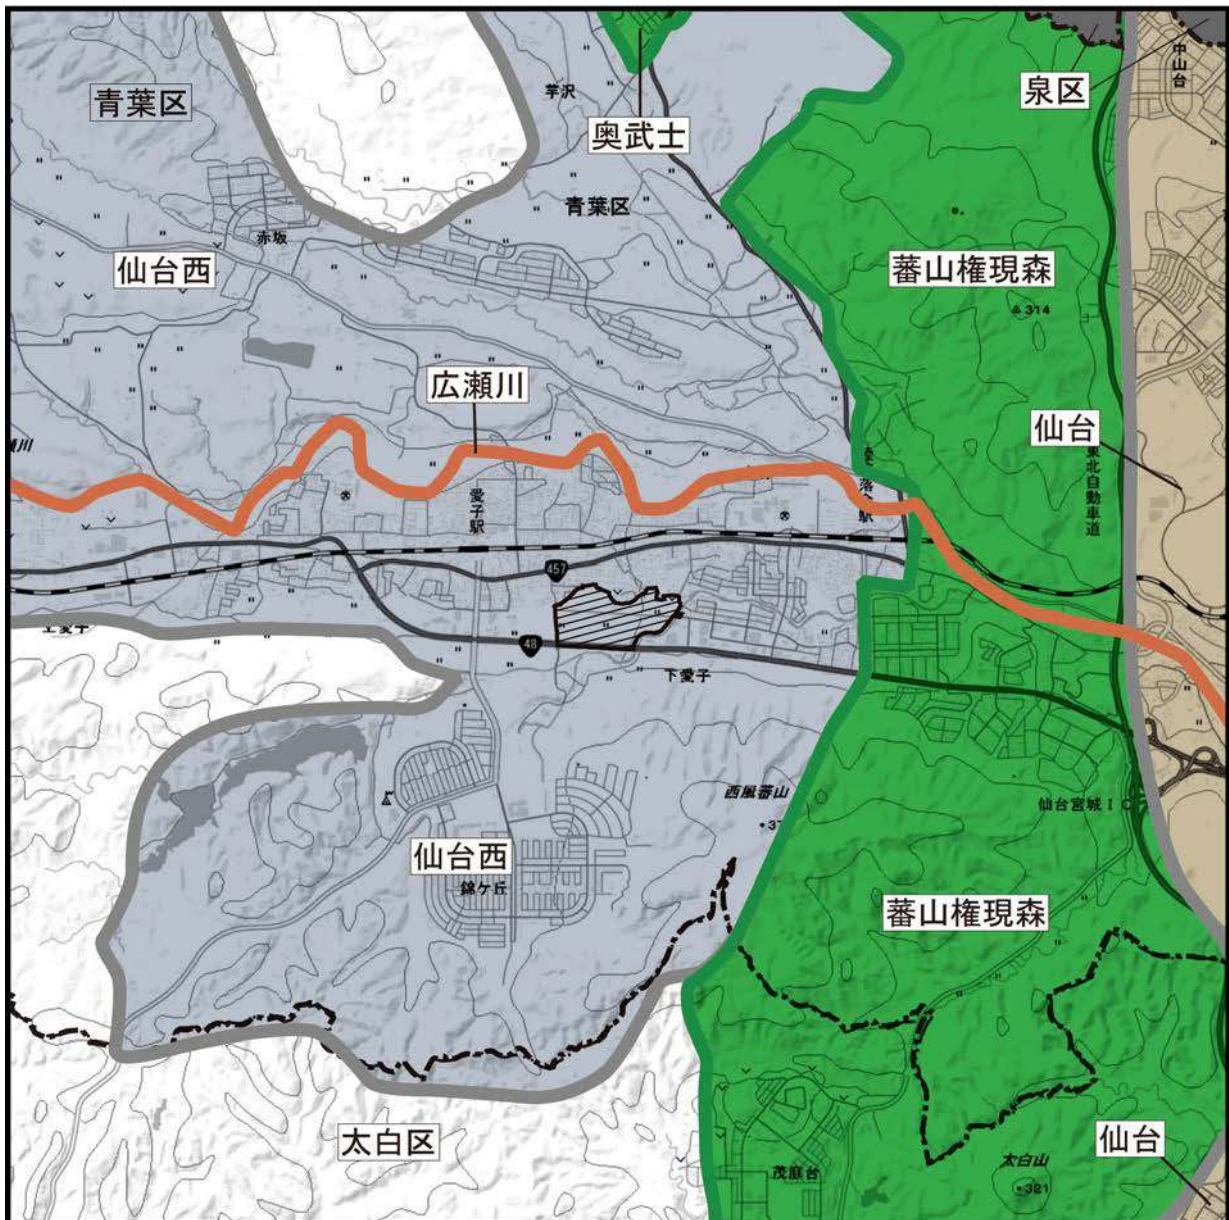 中山台
泉区
青葉区
芋沢
奥武士
青葉区
赤坂
仙台西
蕃山権現森
314
広瀬川
仙台
東北自動車道
愛子駅
457
48
上愛子
下愛子
西風蕃山
仙台宮城IC
仙台西
錦ケ丘
蕃山権現森
太白区
茂庭台
太白山
321
仙台